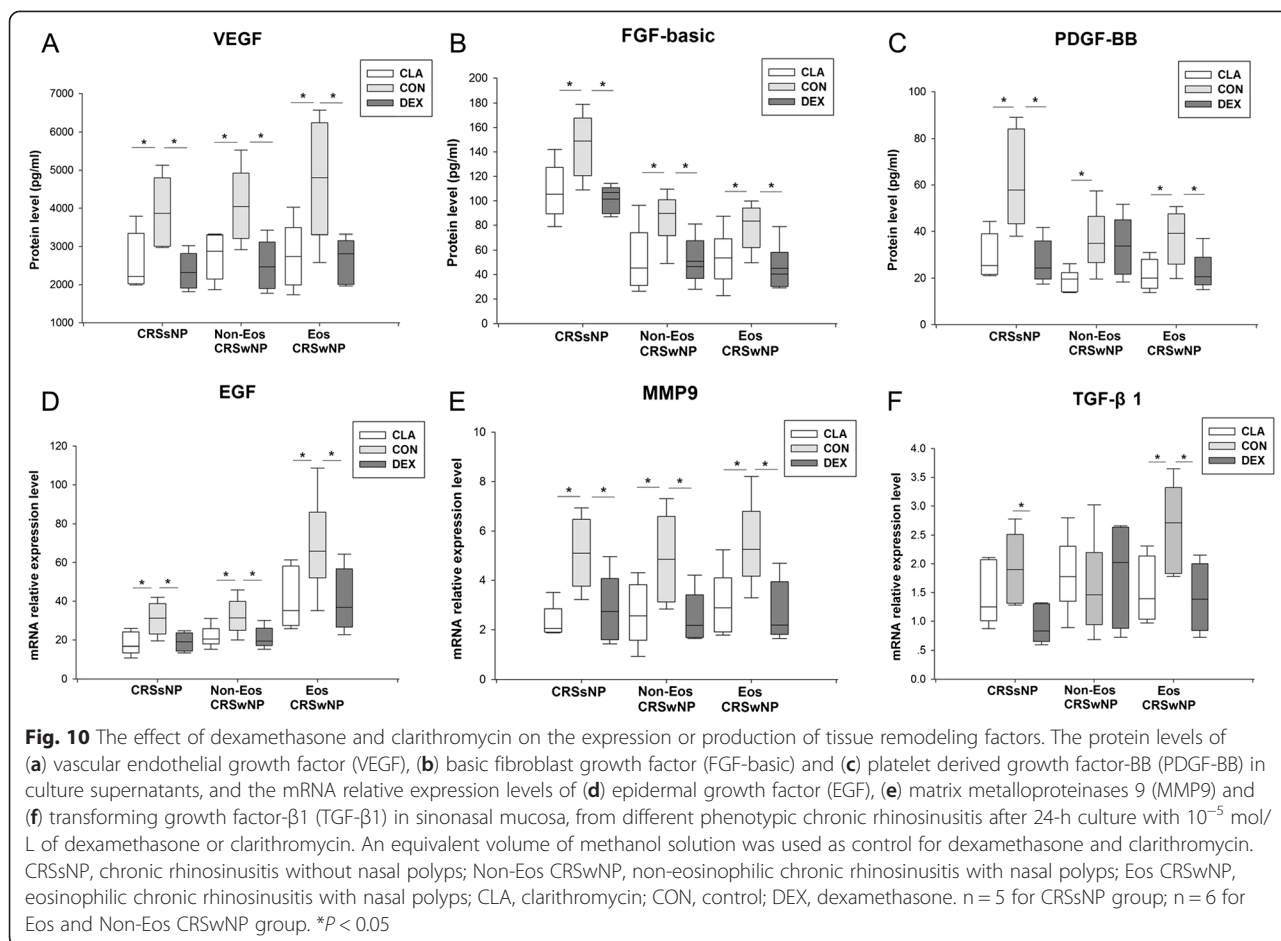 A
VEGF
CLA
CON
DEX
Protein level (pg/ml)
7000
6000
5000
4000
3000
2000
1000
* * * * * *
CRSsNP
Non-Eos
CRSwNP
Eos
CRSwNP
B
FGF-basic
CLA
CON
DEX
Protein level (pg/ml)
200
180
160
140
120
100
80
60
40
20
0
* * * * * *
CRSsNP
Non-Eos
CRSwNP
Eos
CRSwNP
C
PDGF-BB
CLA
CON
DEX
Protein level (pg/ml)
100
80
60
40
20
0
* * * * *
CRSsNP
Non-Eos
CRSwNP
Eos
CRSwNP
D
EGF
CLA
CON
DEX
mRNA relative expression level
120
100
80
60
40
20
0
* * * * * *
CRSsNP
Non-Eos
CRSwNP
Eos
CRSwNP
E
MMP9
CLA
CON
DEX
mRNA relative expression level
10
8
6
4
2
0
* * * * * *
CRSsNP
Non-Eos
CRSwNP
Eos
CRSwNP
F
TGF-β 1
CLA
CON
DEX
mRNA relative expression level
4.0
3.5
3.0
2.5
2.0
1.5
1.0
.5
0.0
* * *
CRSsNP
Non-Eos
CRSwNP
Eos
CRSwNP
Fig. 10 The effect of dexamethasone and clarithromycin on the expression or production of tissue remodeling factors. The protein levels of
(a) vascular endothelial growth factor (VEGF), (b) basic fibroblast growth factor (FGF-basic) and (c) platelet derived growth factor-BB (PDGF-BB) in
culture supernatants, and the mRNA relative expression levels of (d) epidermal growth factor (EGF), (e) matrix metalloproteinases 9 (MMP9) and
(f) transforming growth factor-β1 (TGF-β1) in sinonasal mucosa, from different phenotypic chronic rhinosinusitis after 24-h culture with 10⁻⁵ mol/
L of dexamethasone or clarithromycin. An equivalent volume of methanol solution was used as control for dexamethasone and clarithromycin.
CRSsNP, chronic rhinosinusitis without nasal polyps; Non-Eos CRSwNP, non-eosinophilic chronic rhinosinusitis with nasal polyps; Eos CRSwNP,
eosinophilic chronic rhinosinusitis with nasal polyps; CLA, clarithromycin; CON, control; DEX, dexamethasone. n = 5 for CRSsNP group; n = 6 for
Eos and Non-Eos CRSwNP group. *P < 0.05